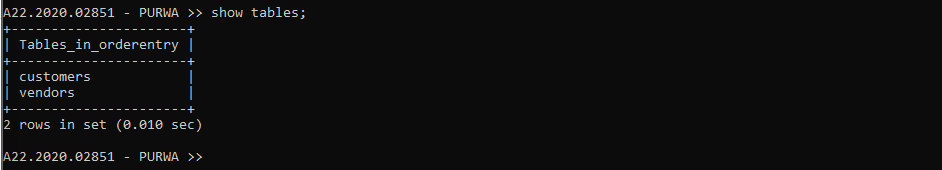 A22.2020.02851 - PURWA >> show tables;
+----------------------+
| Tables_in_orderentry |
+----------------------+
| customers            |
| vendors              |
+----------------------+
2 rows in set (0.010 sec)
A22.2020.02851 - PURWA >>